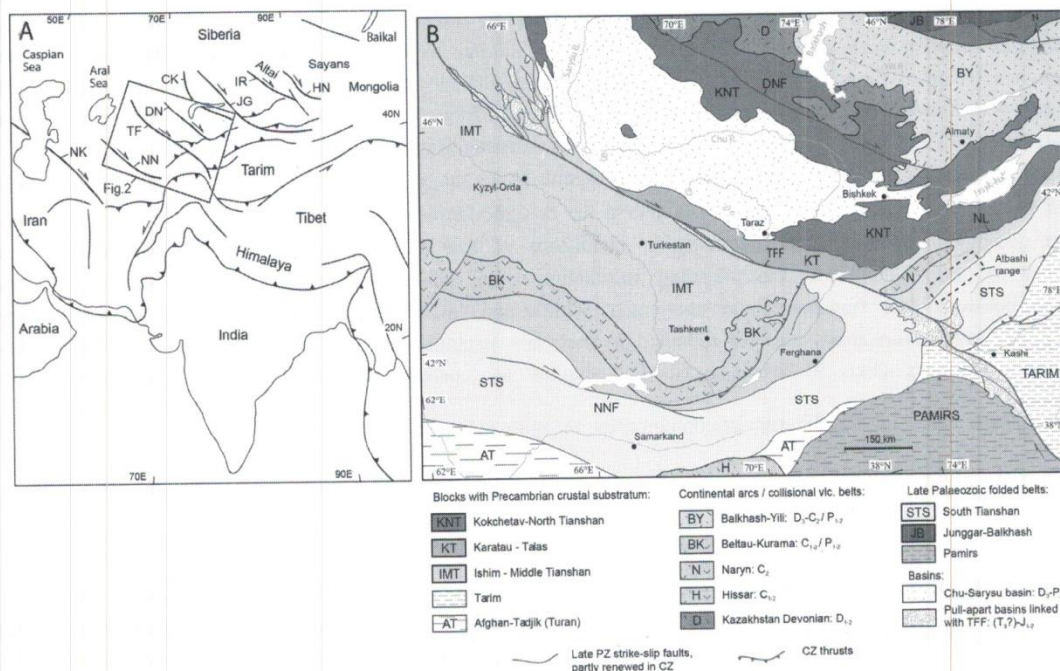 A
50E
70E
90E
Siberia
Baikal
Caspian
Sea
Aral
Sea
CK
IR
Altai
Sayans
HN
Mongolia
JG
DN
TF
40N
NK
NN
Fig.2
Tarim
Iran
Tibet
Himalaya
Arabia
India
20N
70E
90E
B
66°E
70°E
74°E
46°N
78°E
JB
D
BY
DNF
KNT
IMT
46°N
Chu R.
Almaty
Kyzyl-Orda
Bishkek
42°N
Taraz
NL
Turkestan
TFF
KT
KNT
Atbashi
range
N
STS
BK
IMT
78°E
Tashkent
BK
Kashi
Ferghana
42°N
TARIM
STS
STS
62°E
NNF
PAMIRS
Samarkand
AT
150 km
38°N
AT
62°E
66°E
H
70°E
38°N
74°E
Blocks with Precambrian crustal substratum:
KNT Kokchetav-North Tianshan
KT Karatau - Talas
IMT Ishim - Middle Tianshan
Tarim
AT Afghan-Tadjik (Turan)
Continental arcs / collisional vlc. belts:
BY Balkhash-Yili: D₃-C₂ / P₁₋₂
BK Beltau-Kurama: C₁₋₂ / P₁₋₂
N Naryn: C₂
H Hissar: C₁₋₂
D Kazakhstan Devonian: D₁₋₂
Late Palaeozoic folded belts:
STS South Tianshan
JB Junggar-Balkhash
Pamirs
Basins:
Chu-Sarysu basin: D₃-P
Pull-apart basins linked
with TFF: (T₃?)-J₁₋₂
Late PZ strike-slip faults,
partly renewed in CZ
CZ thrusts